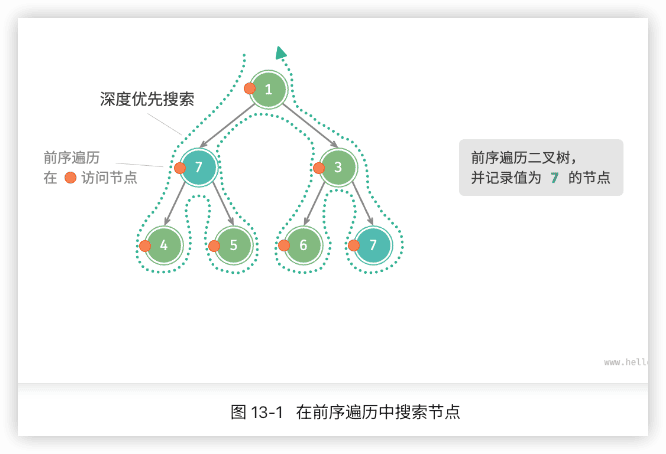 深度优先搜索
1
前序遍历
在 访问节点
7
3
4
5
6
7
前序遍历二叉树，
并记录值为 7 的节点
www.hello
图 13-1 在前序遍历中搜索节点